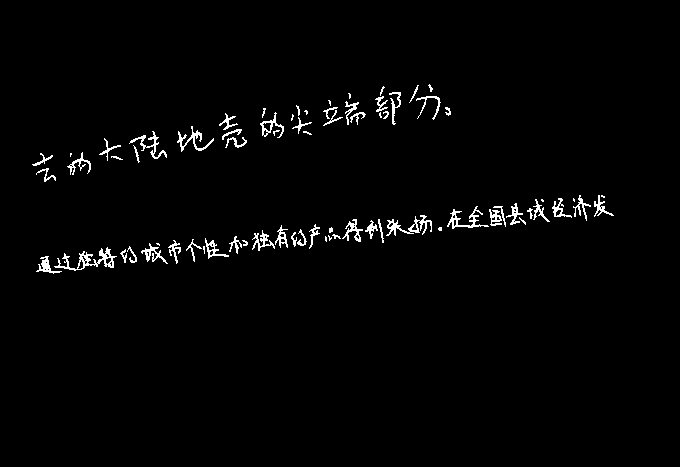 去的大陆地壳的尖端部分。
通过独特的城市个性和独有的产品得到张扬。在全国县域经济发